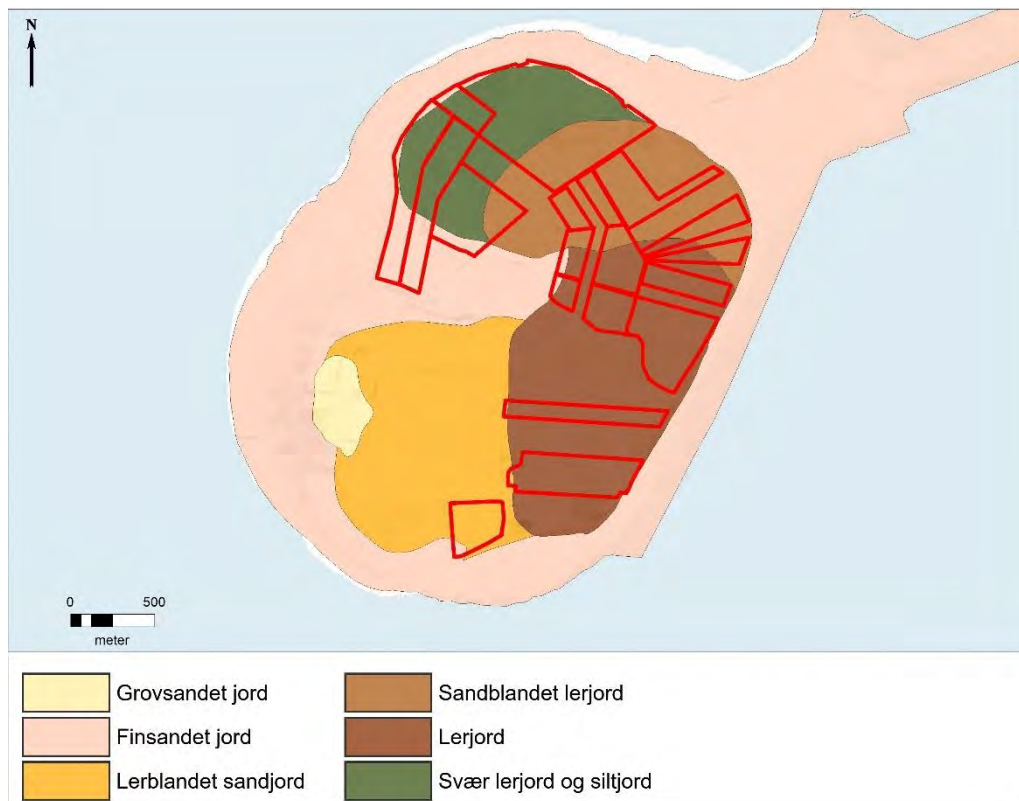 N
0 500
meter
Grovsandet jord
Sandblandet lerjord
Finsandet jord
Lerjord
Lerblandet sandjord
Svær lerjord og siltjord